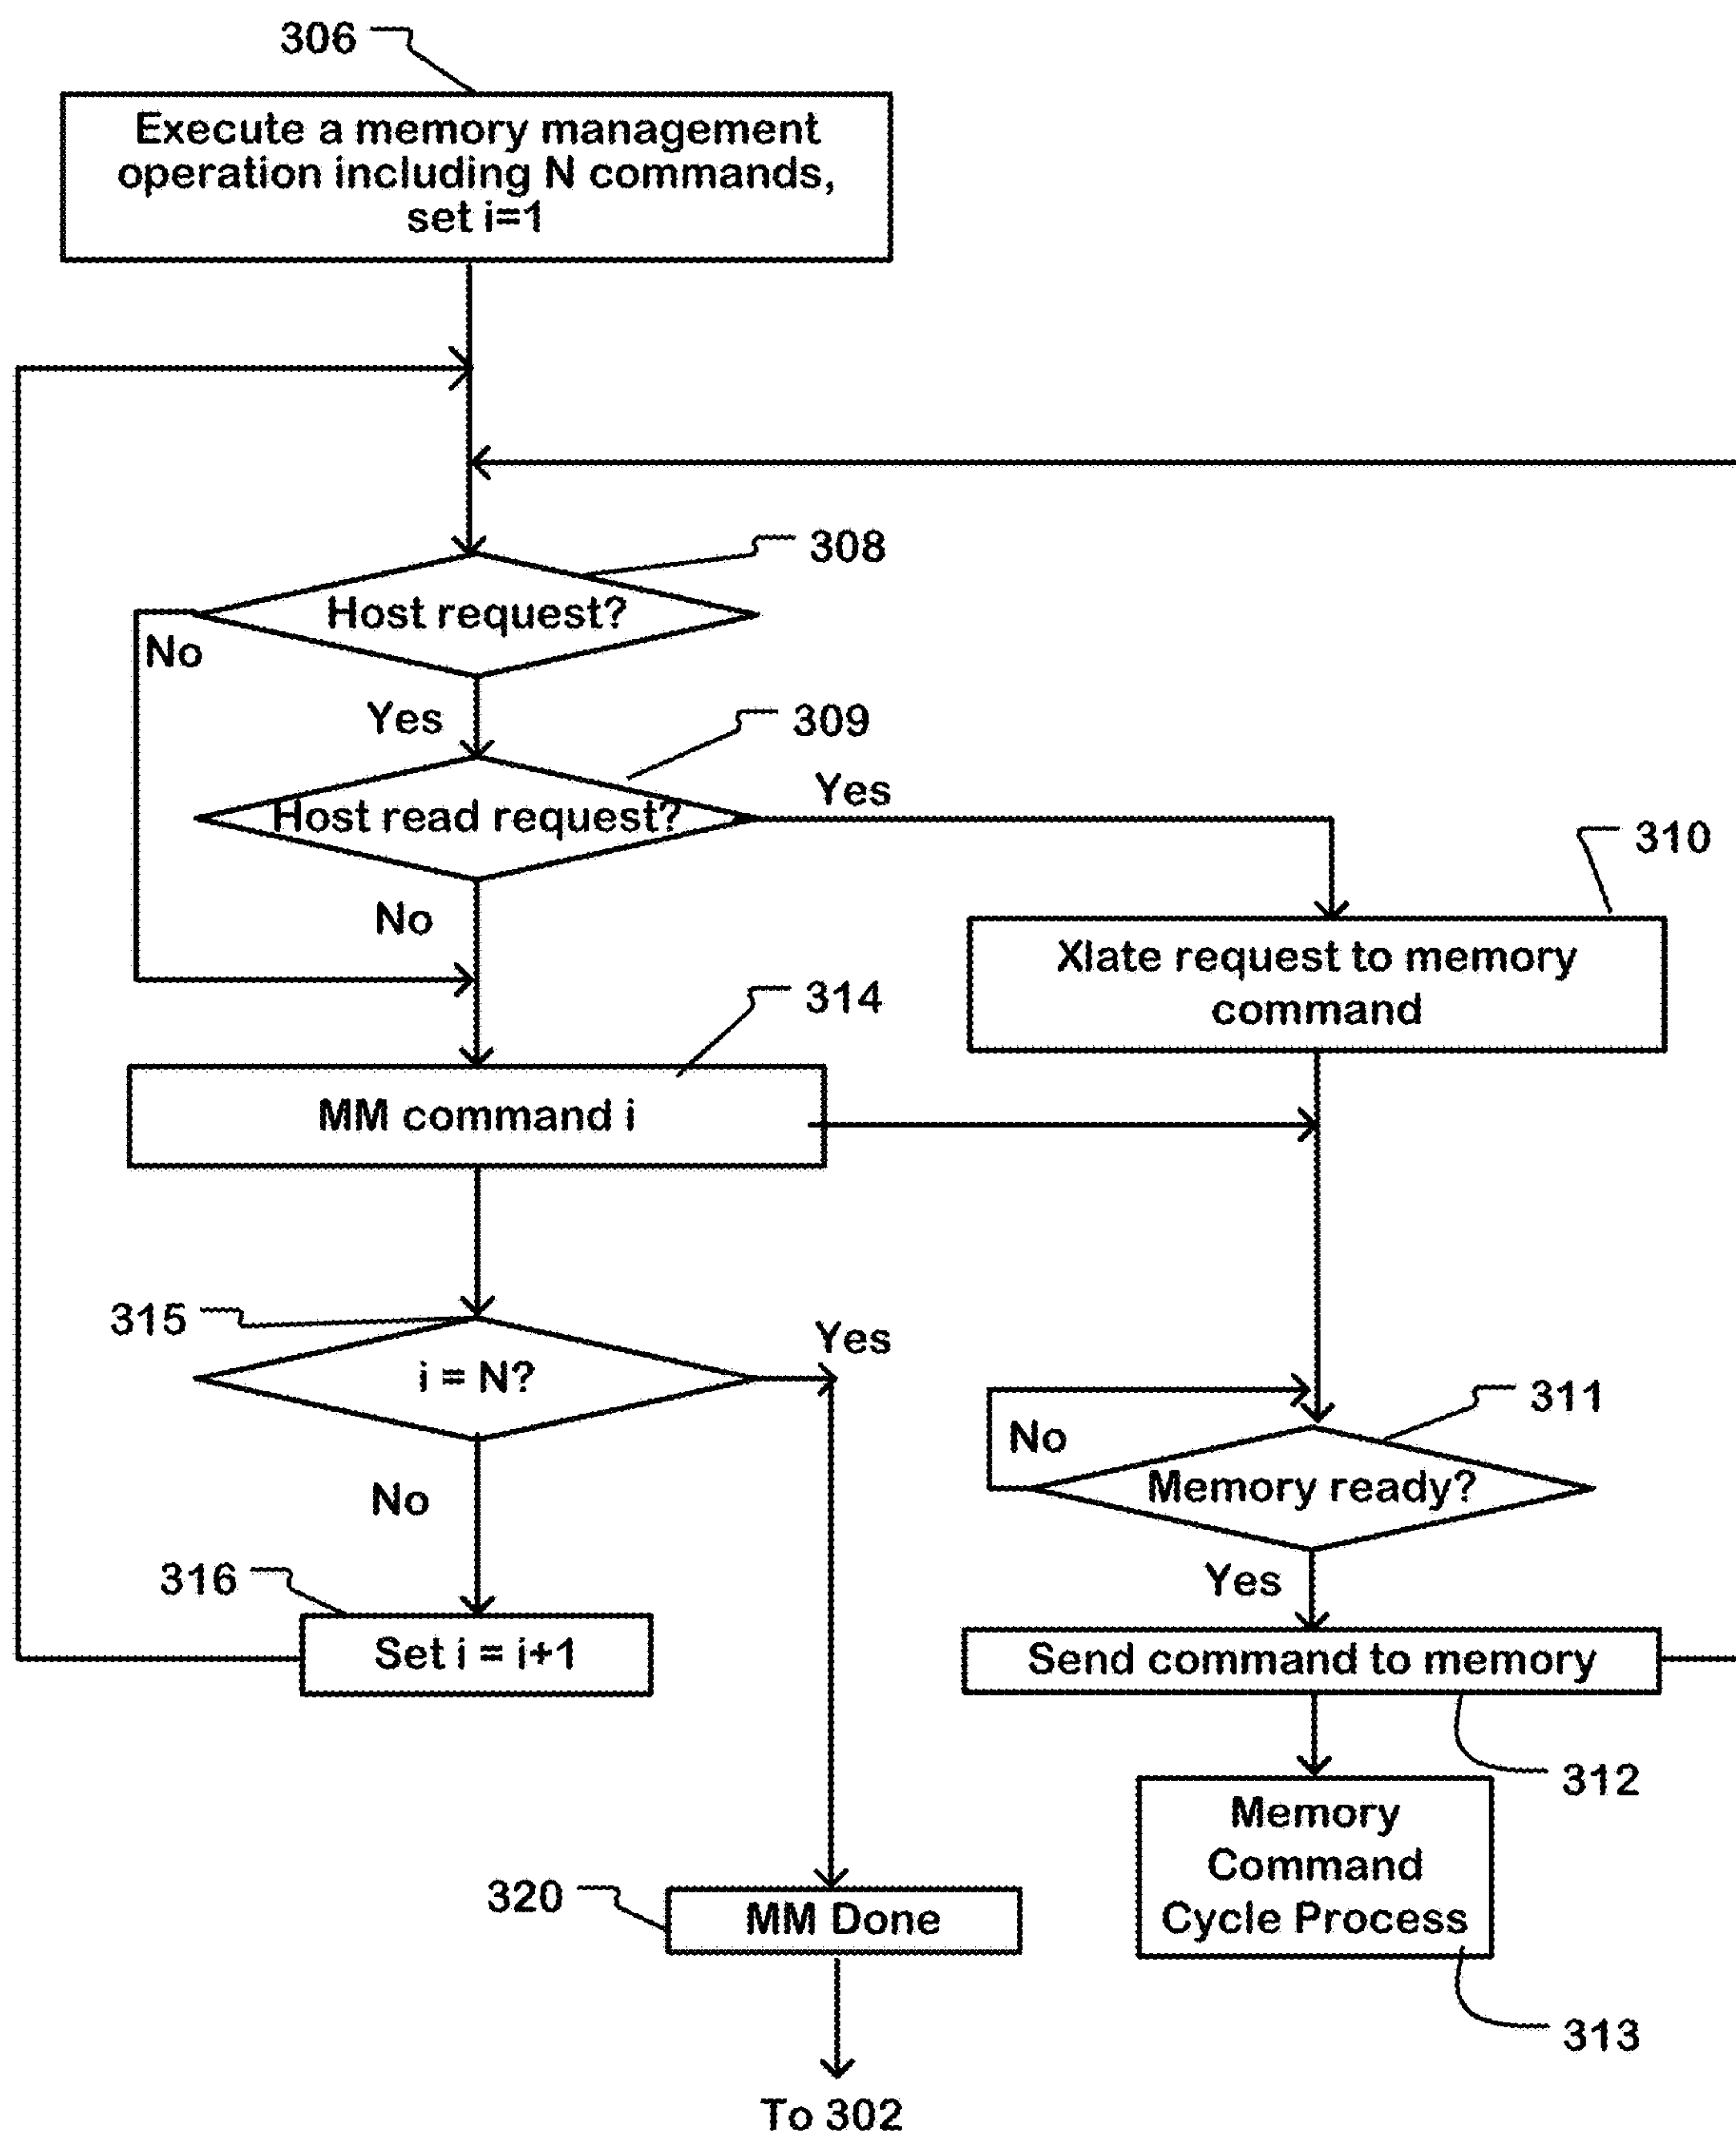 306
Execute a memory management
operation including N commands,
set i=1
308
Host request?
No
Yes
309
Host read request?
Yes
No
310
Xlate request to memory
command
314
MM command i
315
i = N?
Yes
No
311
No
Memory ready?
Yes
316
Set i = i+1
Send command to memory
312
Memory
Command
Cycle Process
313
320
MM Done
To 302